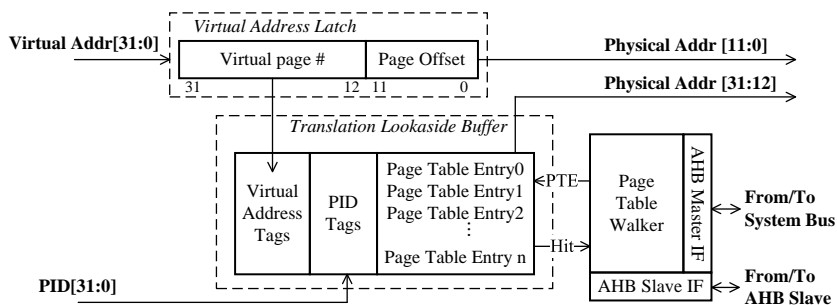 Virtual Address Latch
Virtual Addr[31:0]
Virtual page #
Page Offset
31
12
11
0
Physical Addr [11:0]
Physical Addr [31:12]
Translation Lookaside Buffer
Virtual
Address
Tags
PID
Tags
Page Table Entry0
Page Table Entry1
Page Table Entry2
⋮
Page Table Entry n
PTE
Hit
Page
Table
Walker
AHB Master IF
AHB Slave IF
From/To
System Bus
From/To
AHB Slave
PID[31:0]